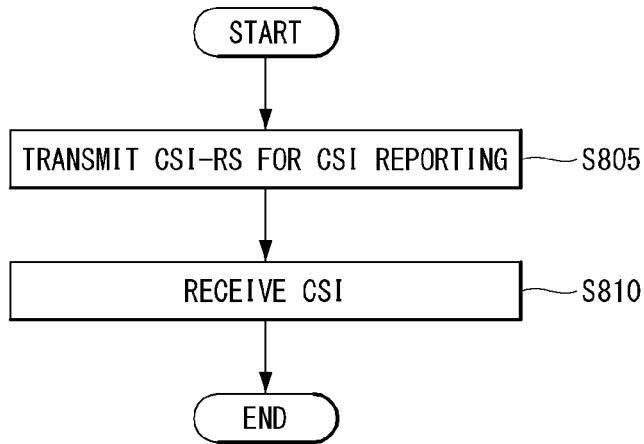 START
TRANSMIT CSI-RS FOR CSI REPORTING
S805
RECEIVE CSI
S810
END